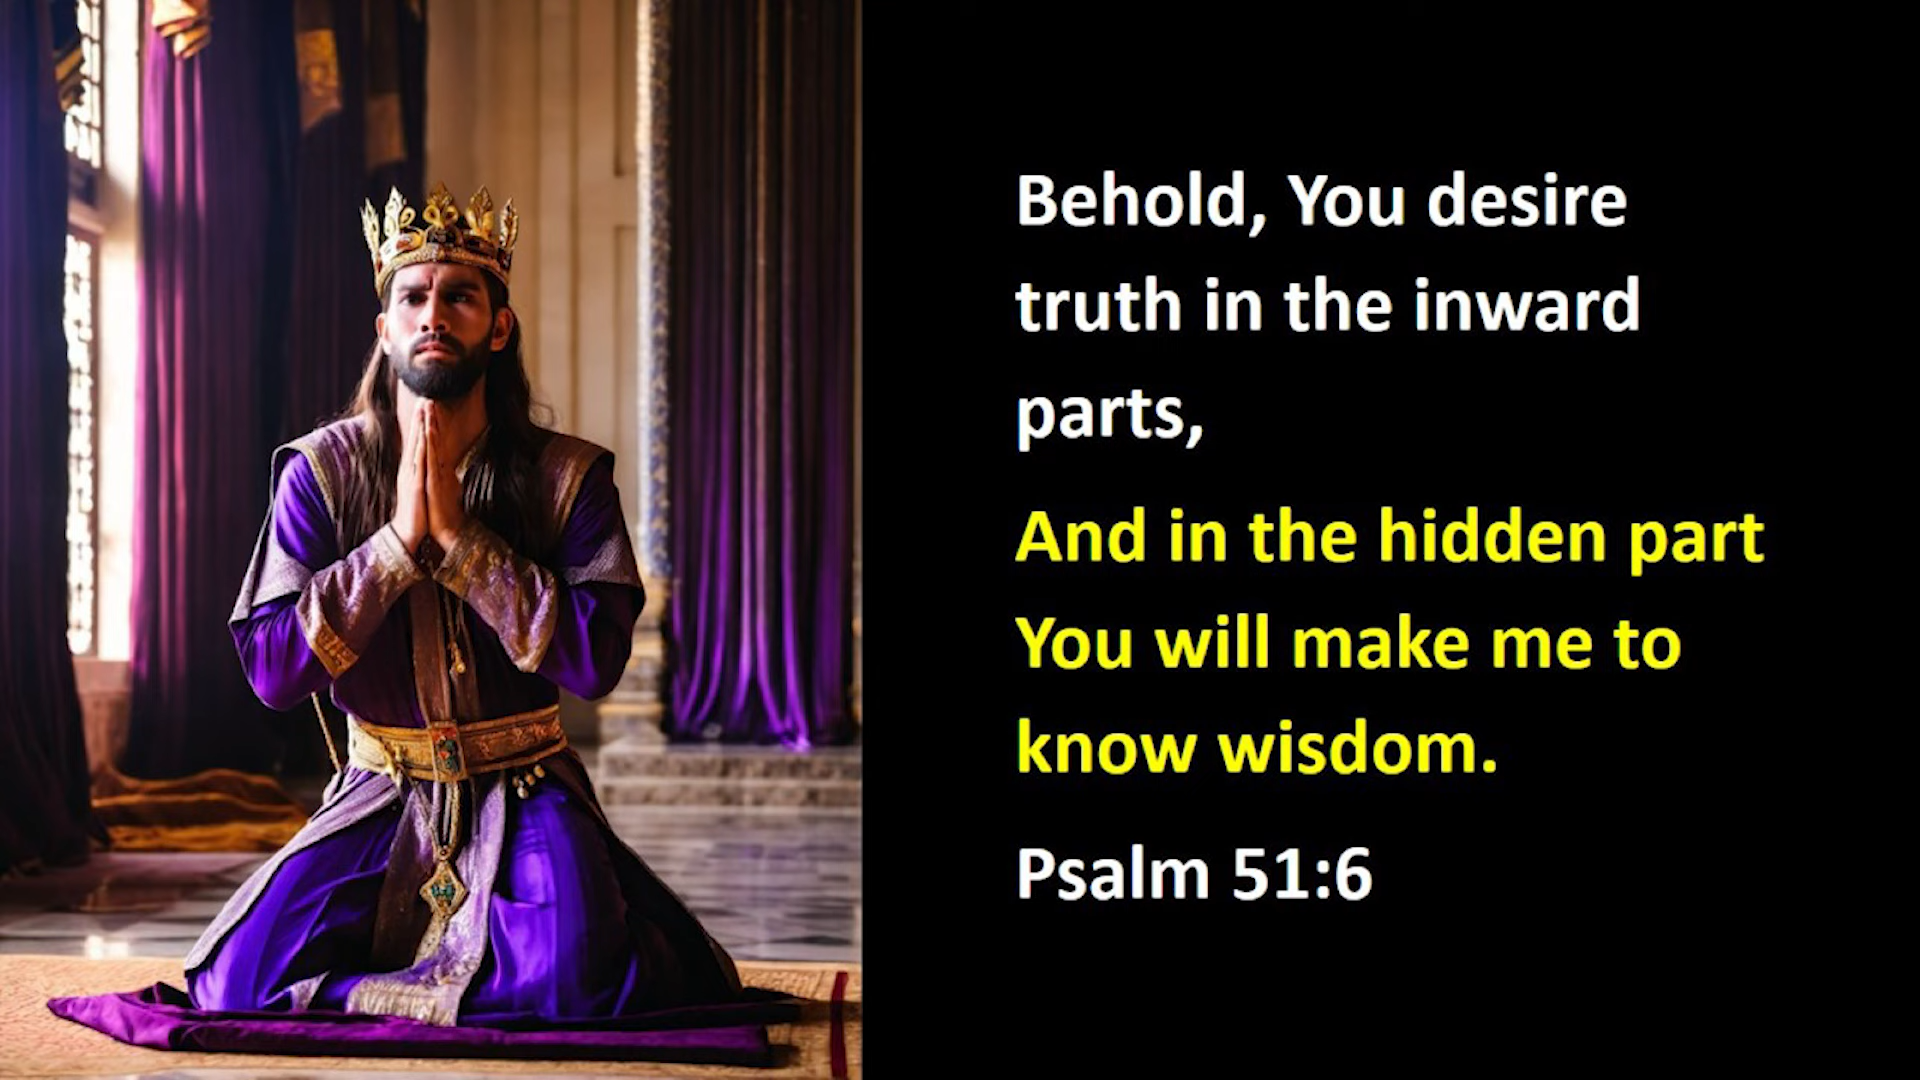 Behold, You desire
truth in the inward
parts,
And in the hidden part
You will make me to
know wisdom.
Psalm 51:6